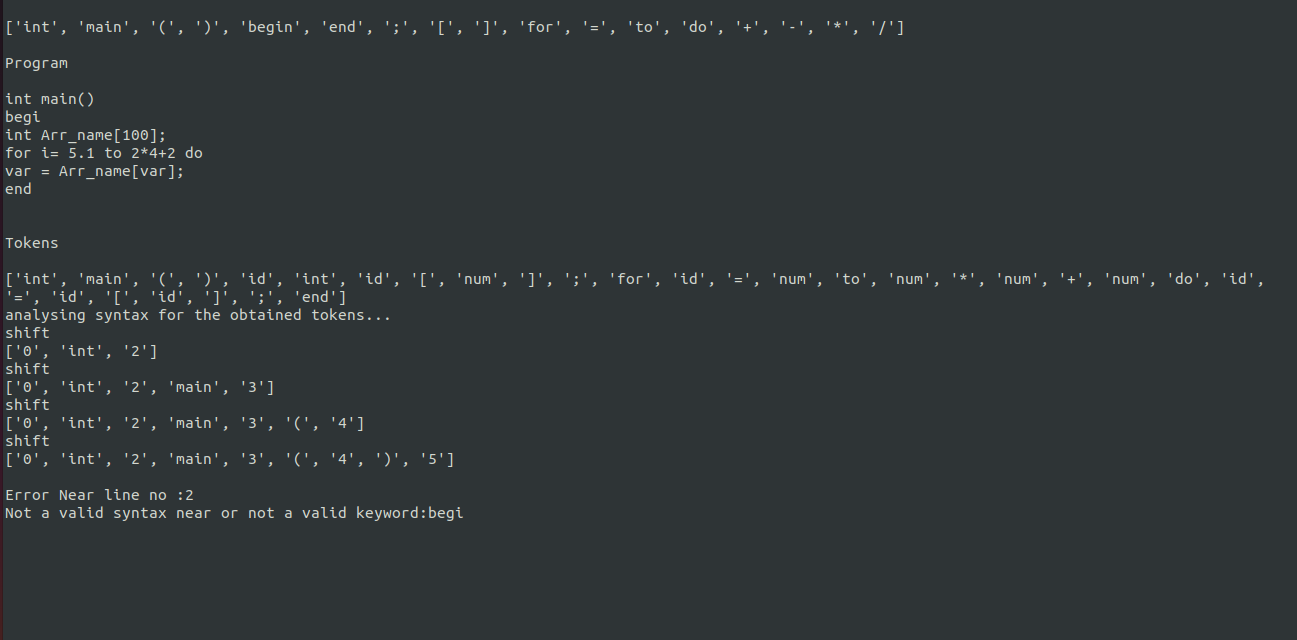 ['int', 'main', '(', ')', 'begin', 'end', ';', '[', ']', 'for', '=', 'to', 'do', '+', '-', '*', '/']
Program
int main()
begi
int Arr_name[100];
for i= 5.1 to 2*4+2 do
var = Arr_name[var];
end
Tokens
['int', 'main', '(', ')', 'id', 'int', 'id', '[', 'num', ']', ';', 'for', 'id', '=', 'num', 'to', 'num', '*', 'num', '+', 'num', 'do', 'id',
'=', 'id', '[', 'id', ']', ';', 'end']
analysing syntax for the obtained tokens...
shift
['0', 'int', '2']
shift
['0', 'int', '2', 'main', '3']
shift
['0', 'int', '2', 'main', '3', '(', '4']
shift
['0', 'int', '2', 'main', '3', '(', '4', ')', '5']
Error Near line no :2
Not a valid syntax near or not a valid keyword:begi